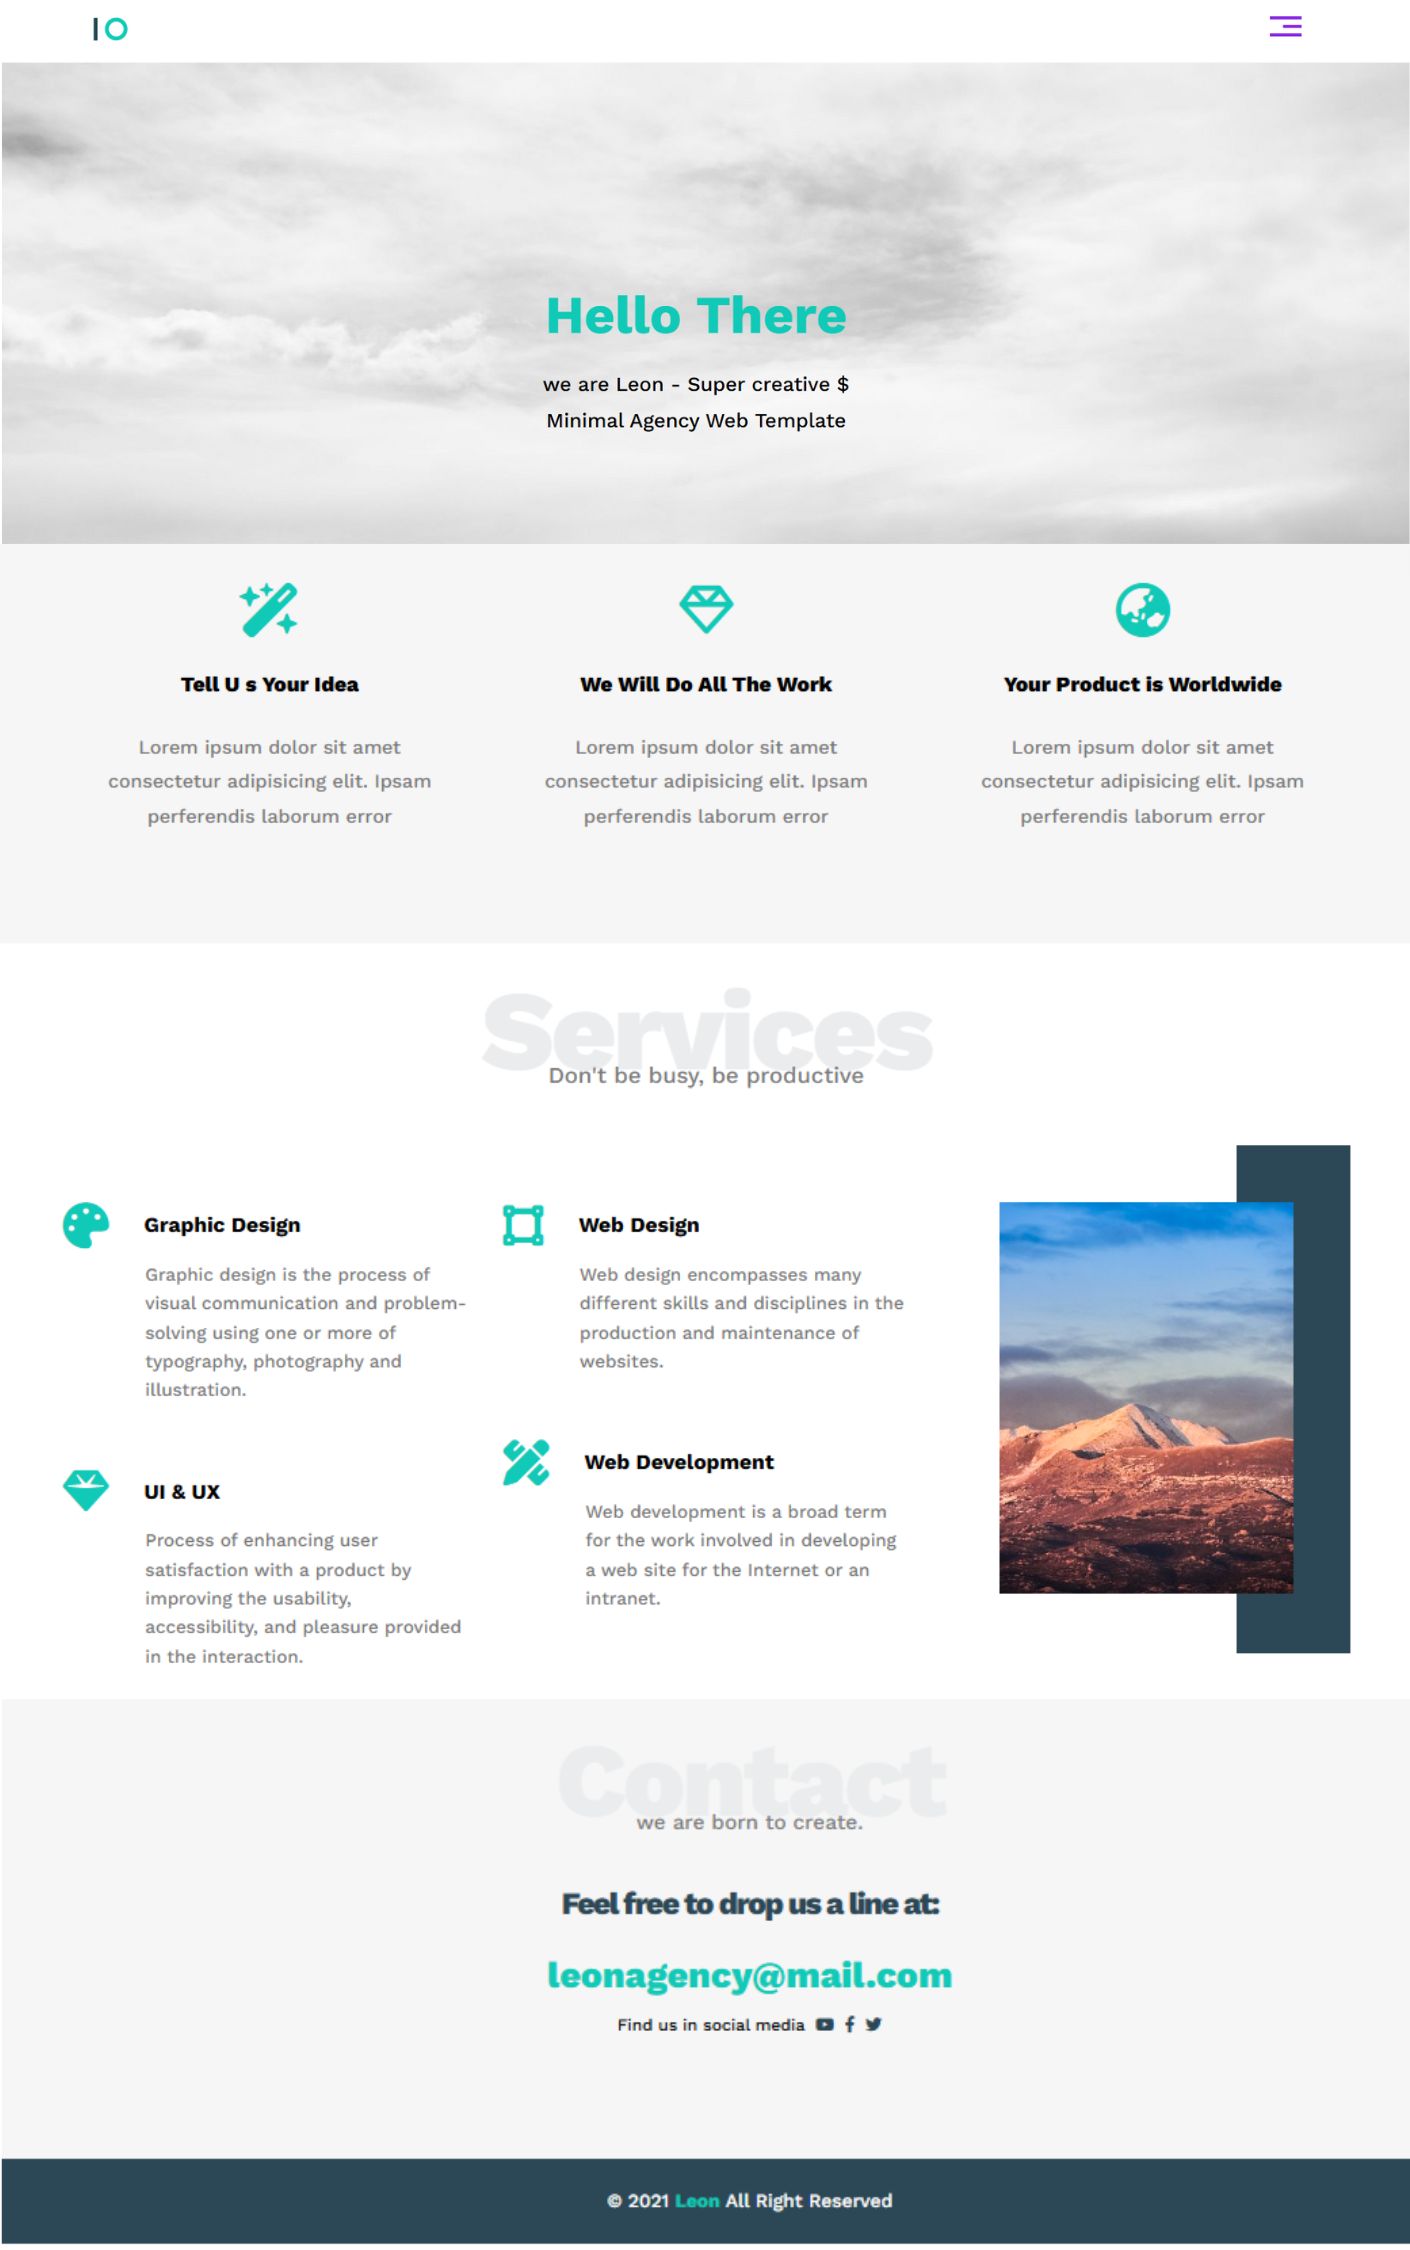 Hello There
we are Leon - Super creative $
Minimal Agency Web Template
Tell U s Your Idea
Lorem ipsum dolor sit amet
consectetur adipisicing elit. Ipsam
perferendis laborum error
We Will Do All The Work
Lorem ipsum dolor sit amet
consectetur adipisicing elit. Ipsam
perferendis laborum error
Your Product is Worldwide
Lorem ipsum dolor sit amet
consectetur adipisicing elit. Ipsam
perferendis laborum error
Services
Don't be busy, be productive
Graphic Design
Graphic design is the process of
visual communication and problem-
solving using one or more of
typography, photography and
illustration.
Web Design
Web design encompasses many
different skills and disciplines in the
production and maintenance of
websites.
UI & UX
Process of enhancing user
satisfaction with a product by
improving the usability,
accessibility, and pleasure provided
in the interaction.
Web Development
Web development is a broad term
for the work involved in developing
a web site for the Internet or an
intranet.
Contact
we are born to create.
Feel free to drop us a line at:
leonagency@mail.com
Find us in social media
© 2021 Leon All Right Reserved